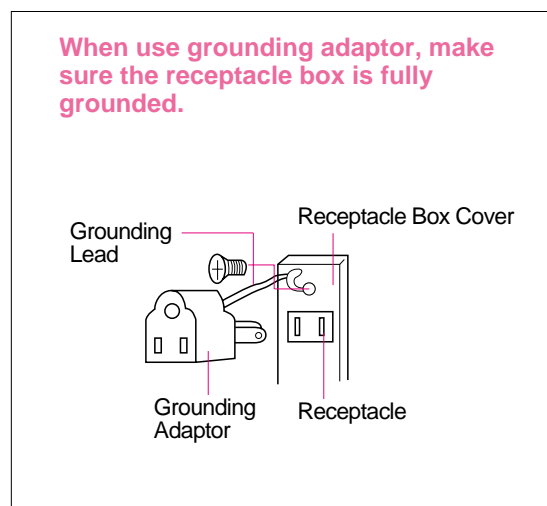 When use grounding adaptor, make
sure the receptacle box is fully
grounded.
Grounding
Lead
Receptacle Box Cover
Grounding
Adaptor
Receptacle